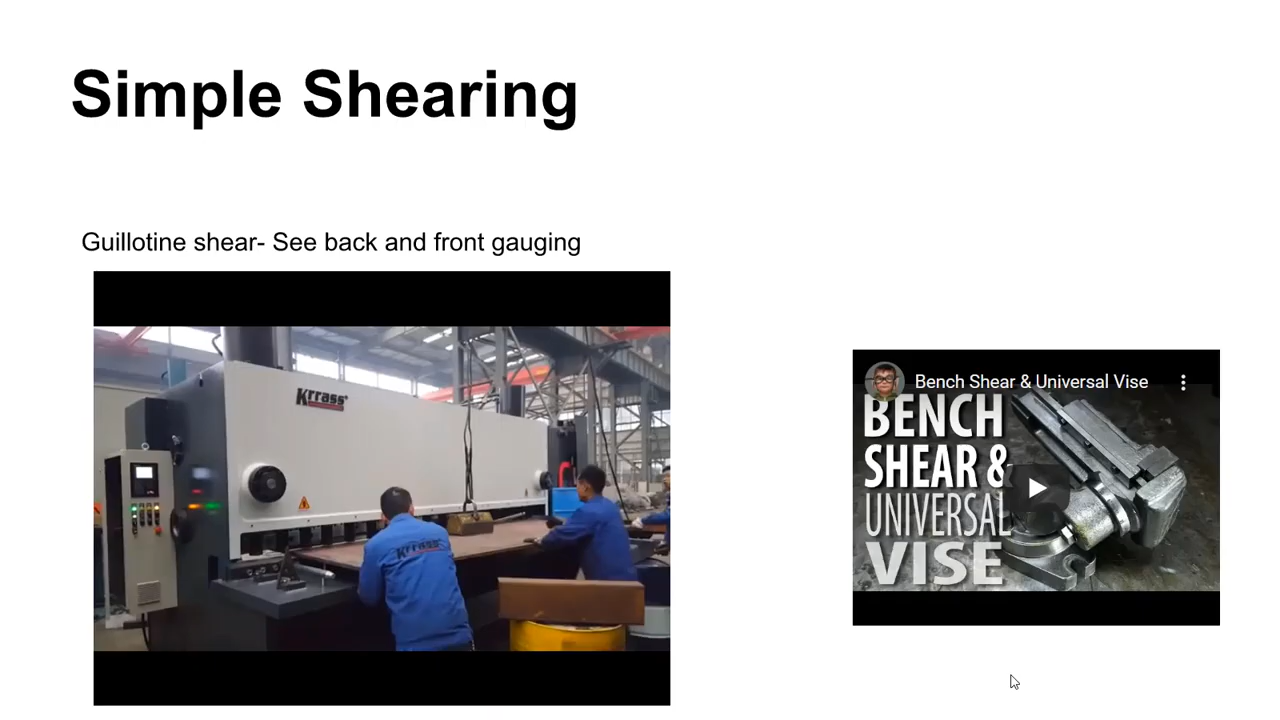 Simple Shearing
Guillotine shear- See back and front gauging
Krrass
Krrass
Bench Shear & Universal Vise
BENCH
SHEAR &
UNIVERSAL
VISE